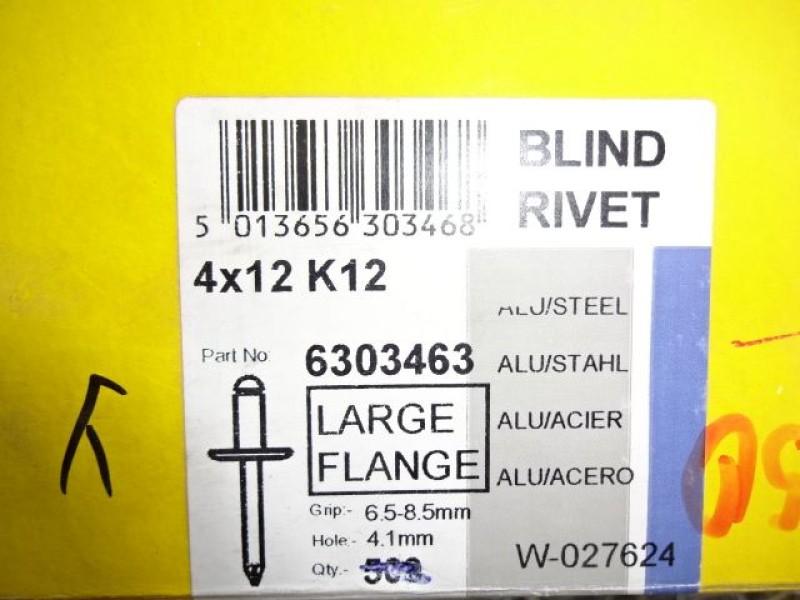 BLIND
RIVET
5 013656 303468
4x12 K12
ALU/STEEL
Part No:
6303463
ALU/STAHL
LARGE
FLANGE
ALU/ACIER
ALU/ACERO
Grip:- 6.5-8.5mm
Hole:- 4.1mm
W-027624
Qty.-